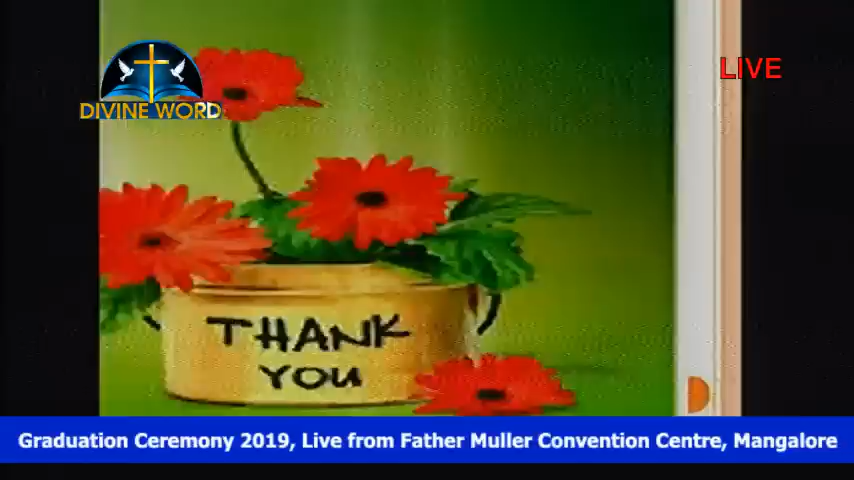 LIVE
DIVINE WORD
THANK
YOU
Graduation Ceremony 2019, Live from Father Muller Convention Centre, Mangalore